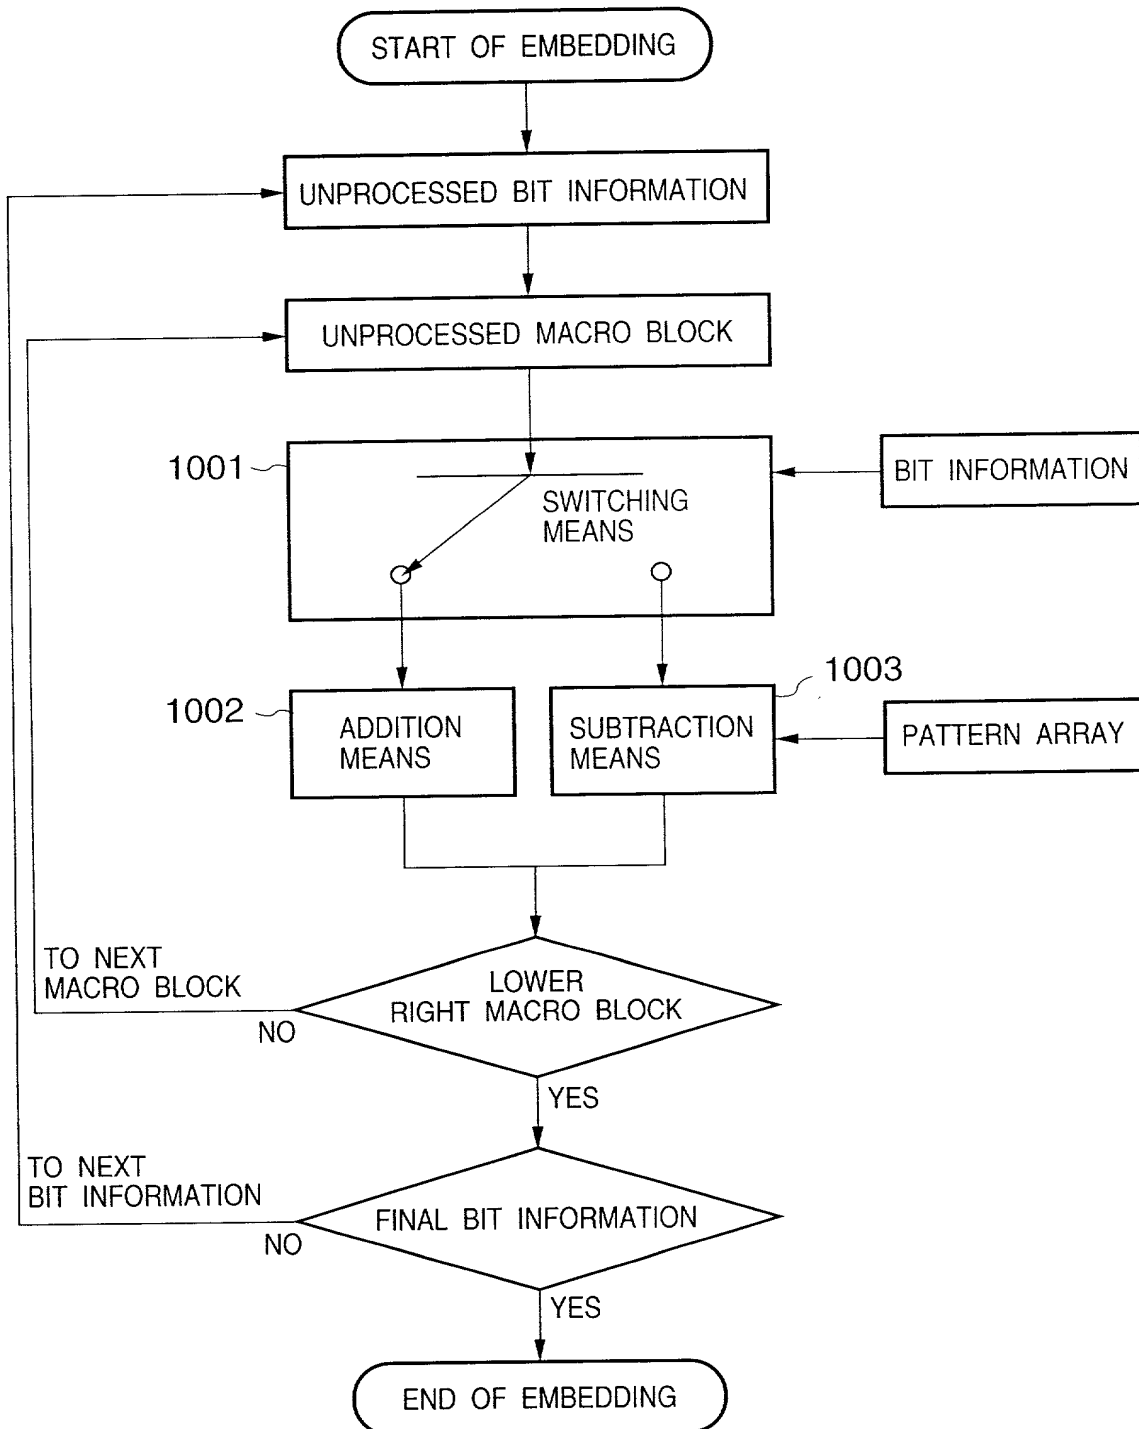 START OF EMBEDDING
UNPROCESSED BIT INFORMATION
UNPROCESSED MACRO BLOCK
1001
SWITCHING
MEANS
BIT INFORMATION
1002
ADDITION
MEANS
1003
SUBTRACTION
MEANS
PATTERN ARRAY
TO NEXT
MACRO BLOCK
NO
LOWER
RIGHT MACRO BLOCK
YES
TO NEXT
BIT INFORMATION
NO
FINAL BIT INFORMATION
YES
END OF EMBEDDING